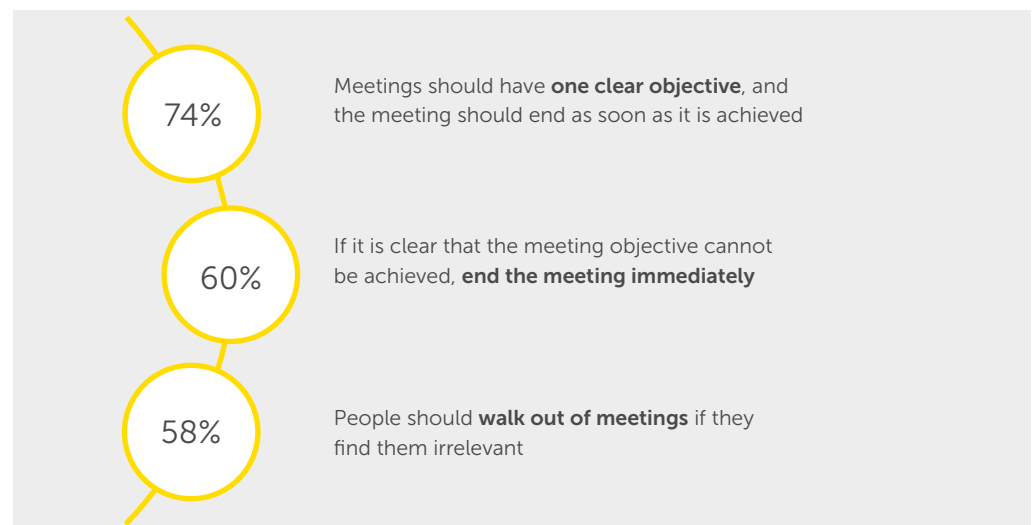 74%
Meetings should have one clear objective, and
the meeting should end as soon as it is achieved
60%
If it is clear that the meeting objective cannot
be achieved, end the meeting immediately
58%
People should walk out of meetings if they
find them irrelevant